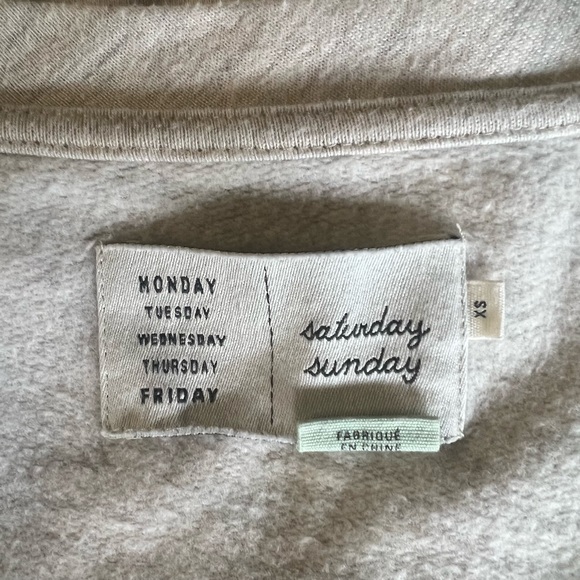 MONDAY
TUESDAY
WEDNESDAY
THURSDAY
FRIDAY
saturday
sunday
FABRIQUÉ
EN CHINE
XS